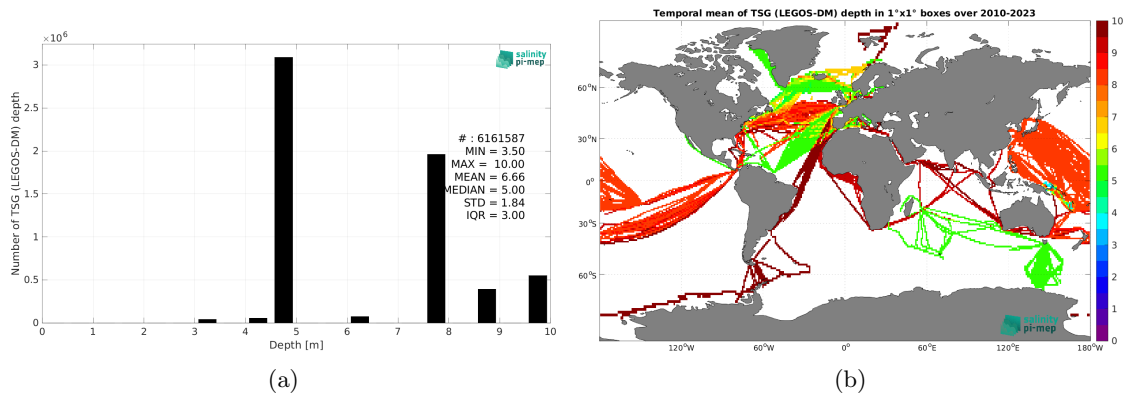 ×10⁶
salinity
pi-mep
3
2.5
2
1.5
1
0.5
0
Number of TSG (LEGOS-DM) depth
# : 6161587
MIN = 3.50
MAX = 10.00
MEAN = 6.66
MEDIAN = 5.00
STD = 1.84
IQR = 3.00
0 1 2 3 4 5 6 7 8 9 10
Depth [m]
(a)
Temporal mean of TSG (LEGOS-DM) depth in 1°x1° boxes over 2010-2023
60°N
30°N
0°
30°S
60°S
120°W 60°W 0° 60°E 120°E 180°W
salinity
pi-mep
10
9
8
7
6
5
4
3
2
1
0
(b)